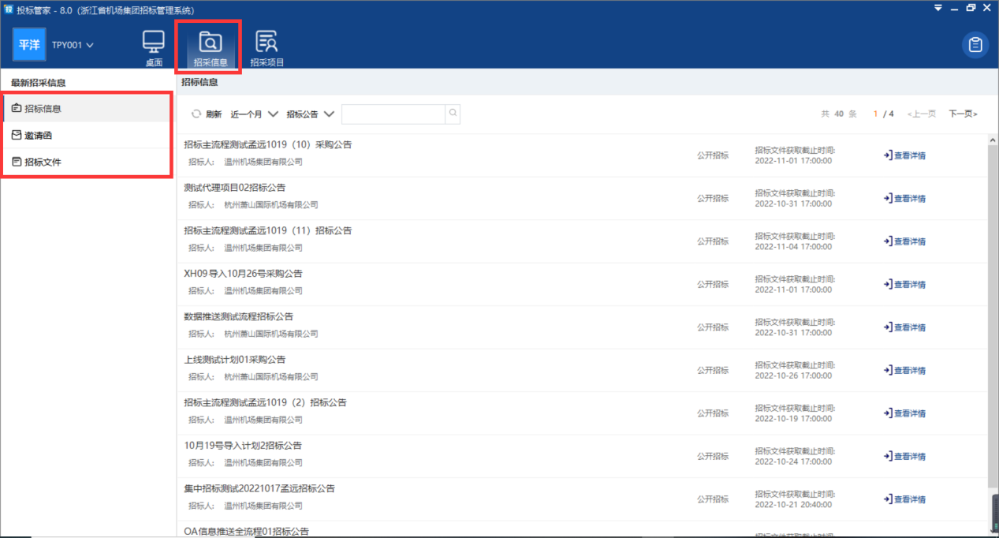 投标管家 - 8.0（浙江省机场集团招标管理系统）
平洋
TPY001
桌面
招采信息
招采项目
最新招采信息
招标信息
邀请函
招标文件
招标信息
刷新 近一个月 招标公告
共 40 条 1 / 4 <上一页 下一页>
招标主流程测试孟远1019（10）采购公告
招标人: 温州机场集团有限公司
公开招标
招标文件获取截止时间:
2022-11-01 17:00:00
查看详情
测试代理项目02招标公告
招标人: 杭州萧山国际机场有限公司
公开招标
招标文件获取截止时间:
2022-10-31 17:00:00
查看详情
招标主流程测试孟远1019（11）招标公告
招标人: 温州机场集团有限公司
公开招标
招标文件获取截止时间:
2022-11-04 17:00:00
查看详情
XH09导入10月26号采购公告
招标人: 温州机场集团有限公司
公开招标
招标文件获取截止时间:
2022-11-01 17:00:00
查看详情
数据推送测试流程招标公告
招标人: 杭州萧山国际机场有限公司
公开招标
招标文件获取截止时间:
2022-10-31 17:00:00
查看详情
上线测试计划01采购公告
招标人: 杭州萧山国际机场有限公司
公开招标
招标文件获取截止时间:
2022-10-26 17:00:00
查看详情
招标主流程测试孟远1019（2）招标公告
招标人: 温州机场集团有限公司
公开招标
招标文件获取截止时间:
2022-10-19 17:00:00
查看详情
10月19号导入计划2招标公告
招标人: 温州机场集团有限公司
公开招标
招标文件获取截止时间:
2022-10-24 17:00:00
查看详情
集中招标测试20221017孟远招标公告
招标人: 温州机场集团有限公司
公开招标
招标文件获取截止时间:
2022-10-21 20:40:00
查看详情
OA信息推送全流程01招标公告
招标文件获取截止时间: